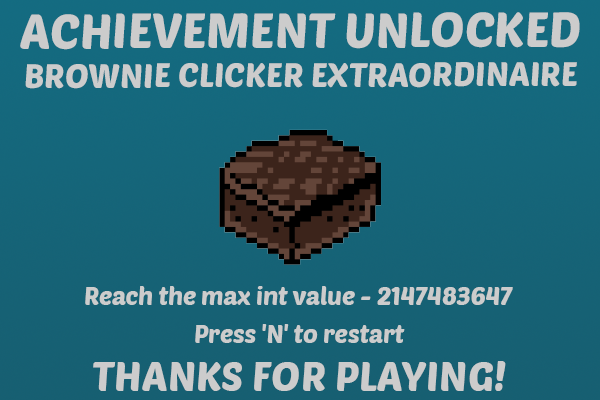 ACHIEVEMENT UNLOCKED
BROWNIE CLICKER EXTRAORDINAIRE
Reach the max int value - 2147483647
Press 'N' to restart
THANKS FOR PLAYING!